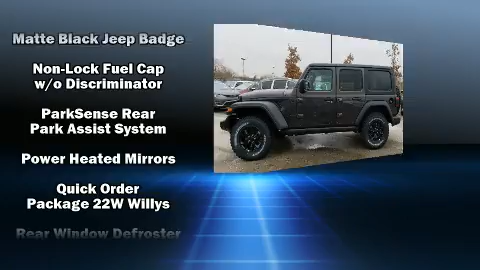 Matte Black Jeep Badge
Non-Lock Fuel Cap
w/o Discriminator
ParkSense Rear
Park Assist System
Power Heated Mirrors
Quick Order
Package 22W Willys
Rear Window Defroster